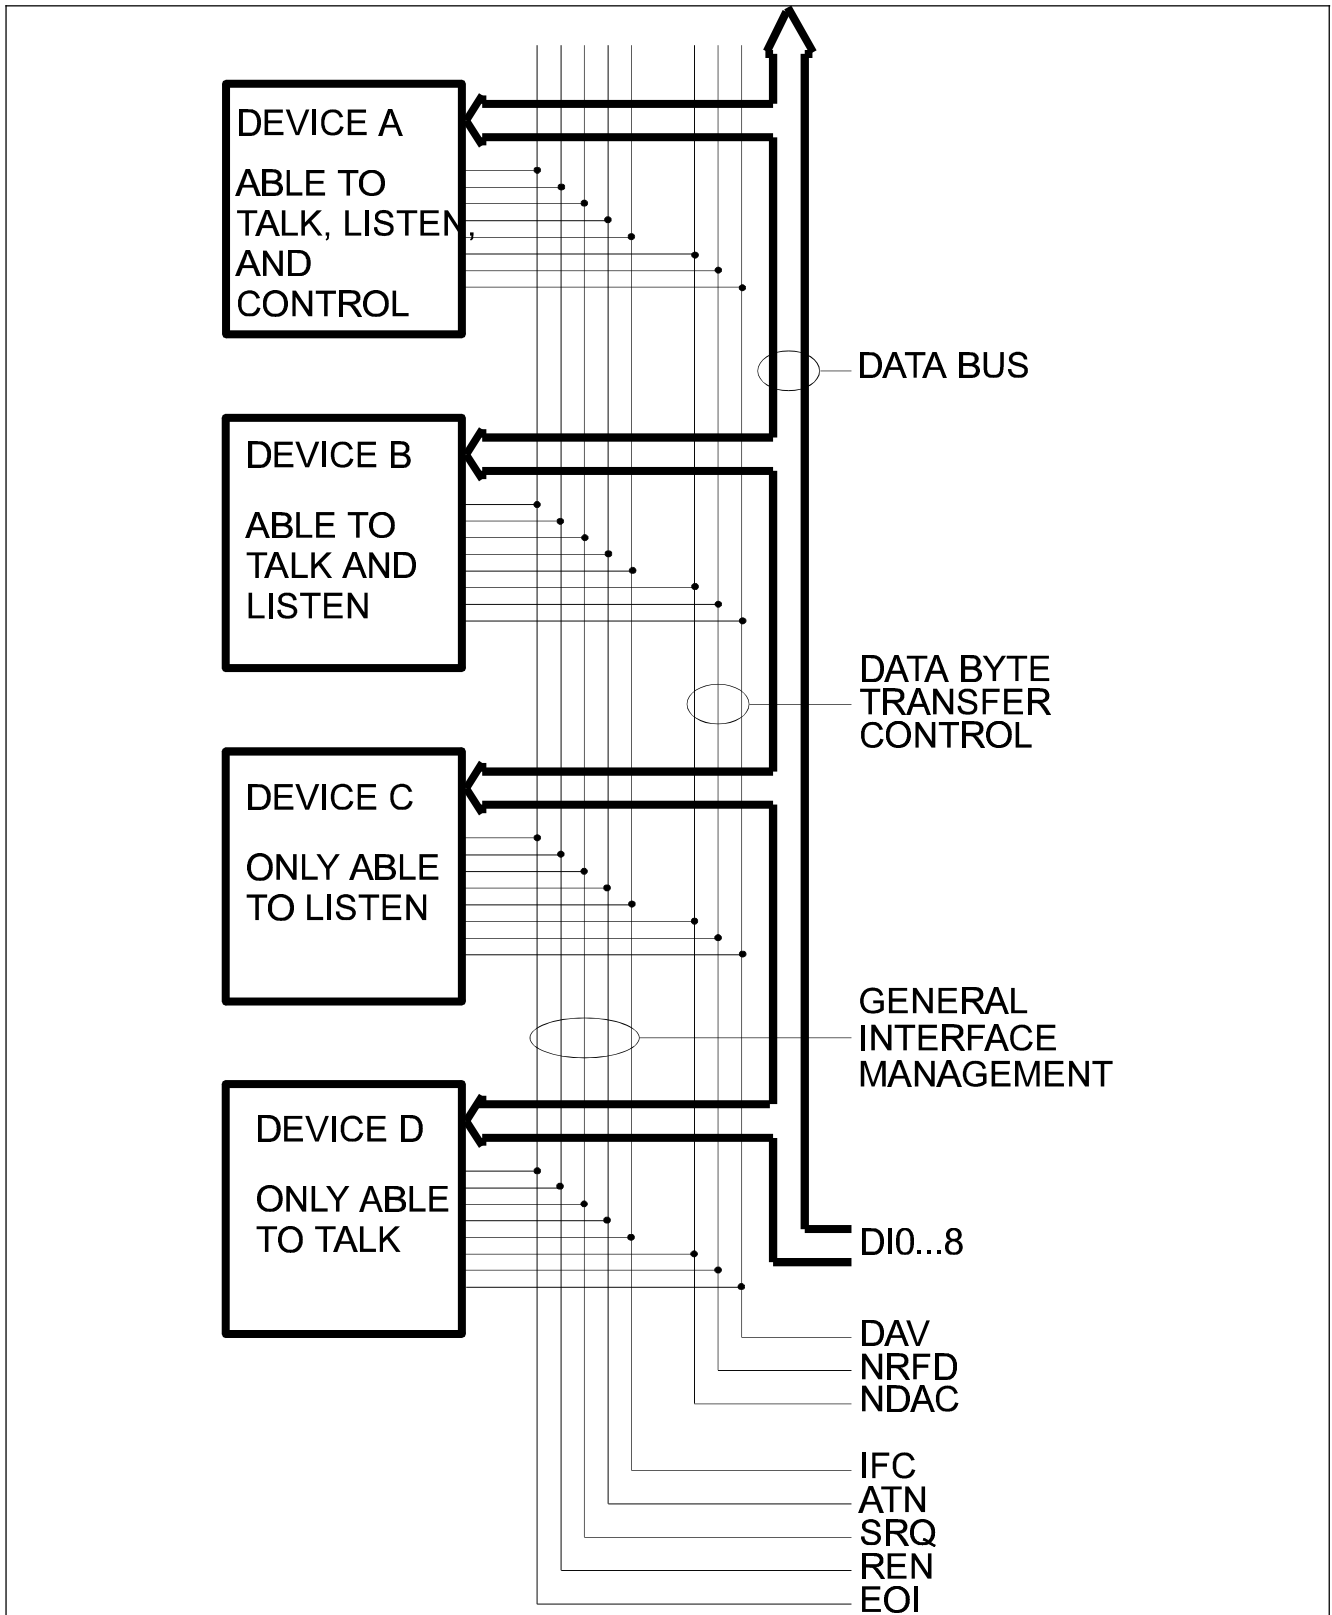 DEVICE A
ABLE TO
TALK, LISTEN,
AND
CONTROL
DATA BUS
DEVICE B
ABLE TO
TALK AND
LISTEN
DATA BYTE
TRANSFER
CONTROL
DEVICE C
ONLY ABLE
TO LISTEN
GENERAL
INTERFACE
MANAGEMENT
DEVICE D
ONLY ABLE
TO TALK
DI0...8
DAV
NRFD
NDAC
IFC
ATN
SRQ
REN
EOI